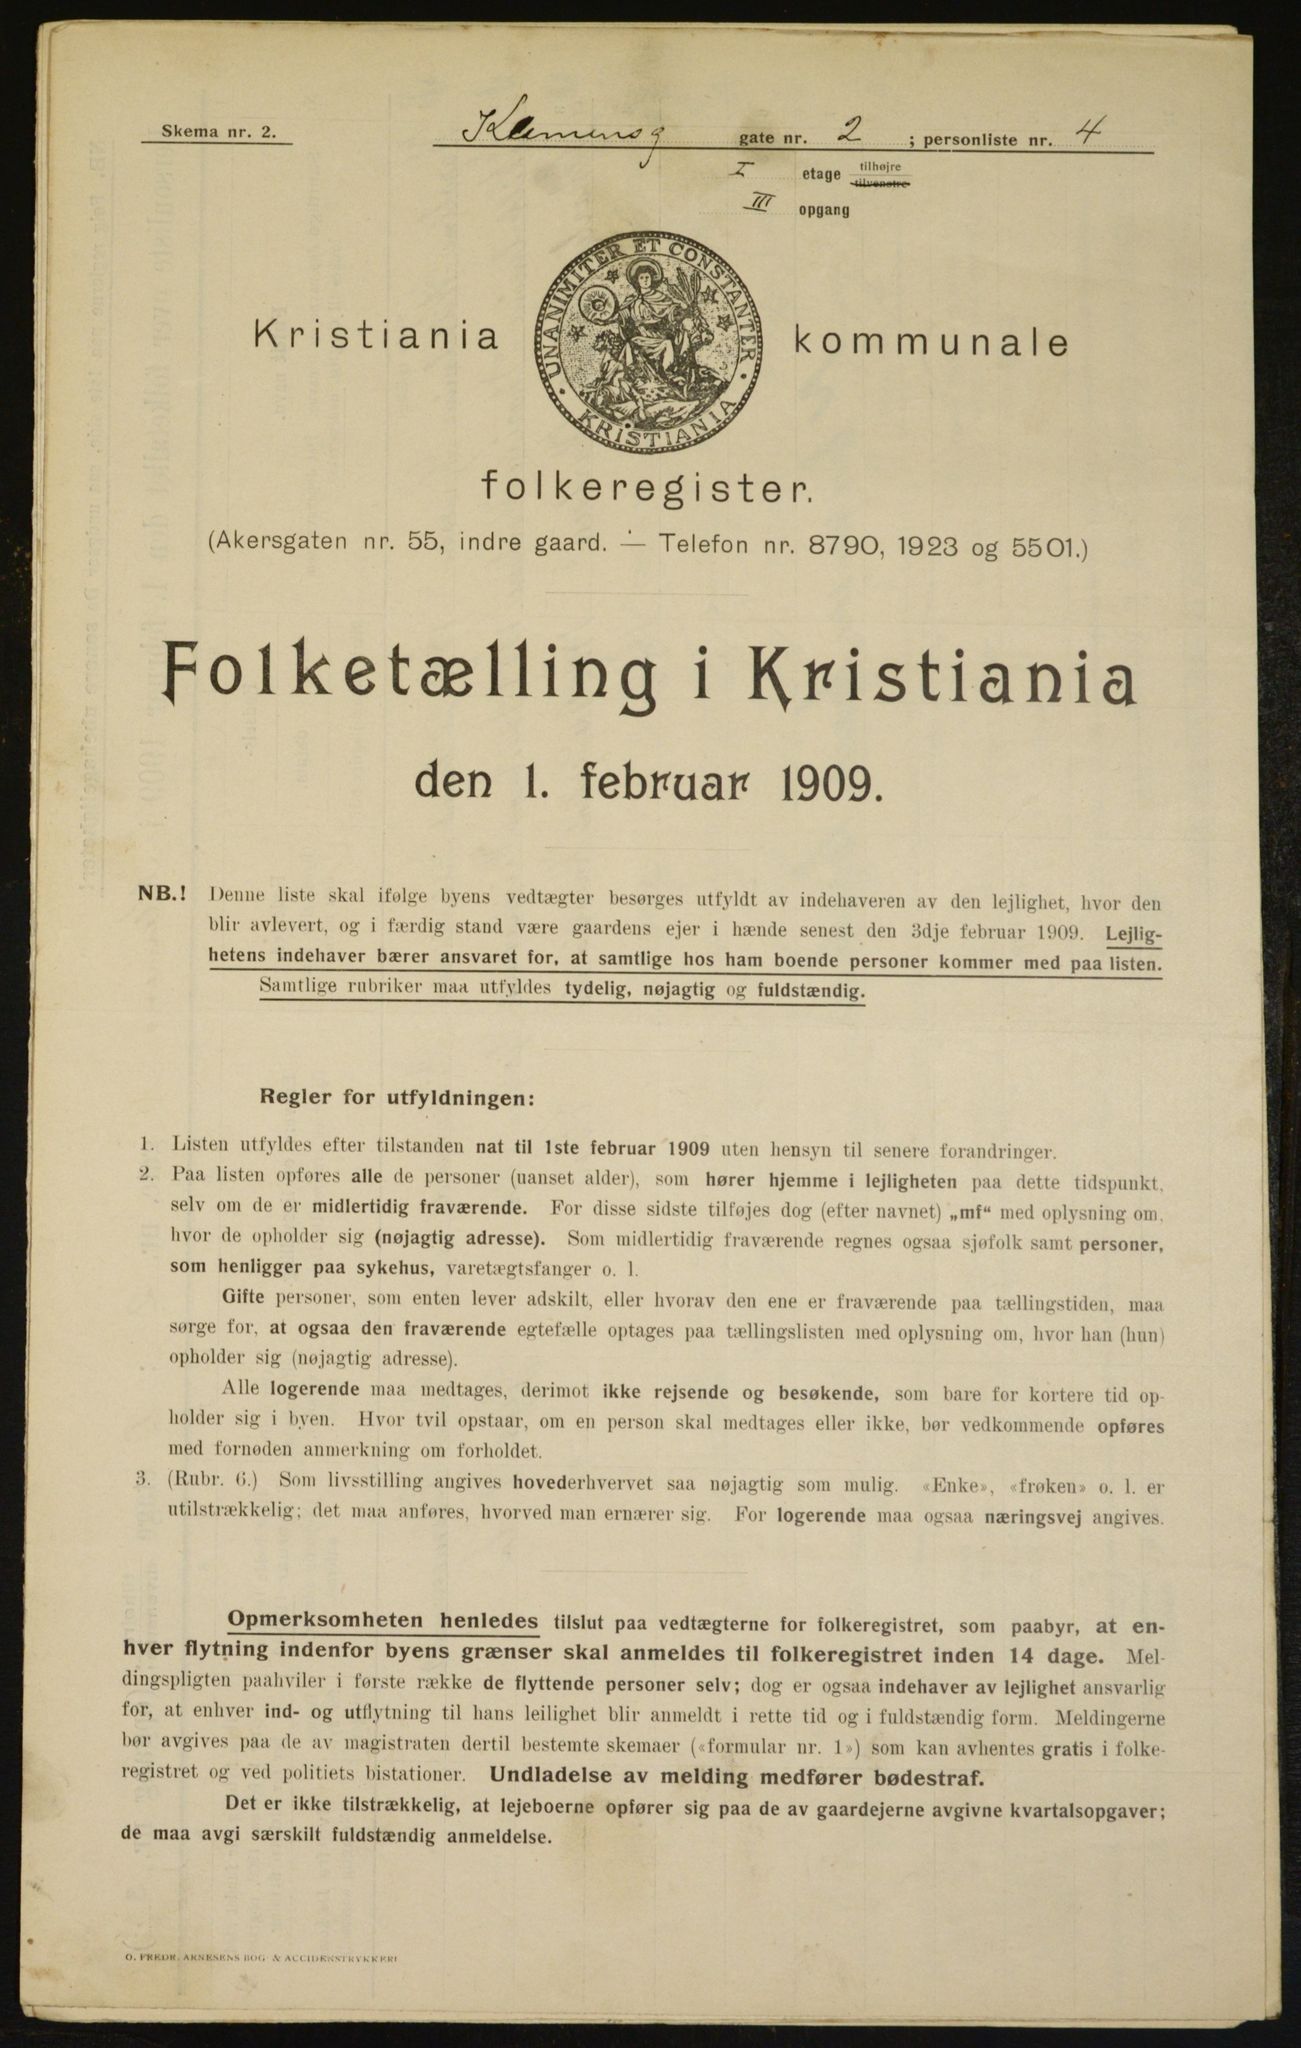 Skema nr. 2.
Klemensg gate nr. 2 ; personliste nr. 4
I etage tilhøjre
tilvenstre
III opgang
UNANIMITER ET CONSTANTER
KRISTIANIA
Kristiania kommunale
folkeregister.
(Akersgaten nr. 55, indre gaard. — Telefon nr. 8790, 1923 og 5501.)
Folketælling i Kristiania
den 1. februar 1909.
NB.! Denne liste skal ifølge byens vedtægter besørges utfyldt av indehaveren av den lejlighet, hvor den
blir avlevert, og i færdig stand være gaardens ejer i hænde senest den 3dje februar 1909. Lejlig-
hetens indehaver bærer ansvaret for, at samtlige hos ham boende personer kommer med paa listen.
Samtlige rubriker maa utfyldes tydelig, nøjagtig og fuldstændig.
Regler for utfyldningen:
1. Listen utfyldes efter tilstanden nat til 1ste februar 1909 uten hensyn til senere forandringer.
2. Paa listen opføres alle de personer (uanset alder), som hører hjemme i lejligheten paa dette tidspunkt,
selv om de er midlertidig fraværende. For disse sidste tilføjes dog (efter navnet) „mf“ med oplysning om,
hvor de opholder sig (nøjagtig adresse). Som midlertidig fraværende regnes ogsaa sjøfolk samt personer,
som henligger paa sykehus, varetægtsfanger o. l.
Gifte personer, som enten lever adskilt, eller hvorav den ene er fraværende paa tællingstiden, maa
sørge for, at ogsaa den fraværende egtefælle optages paa tællingslisten med oplysning om, hvor han (hun)
opholder sig (nøjagtig adresse).
Alle logerende maa medtages, derimot ikke rejsende og besøkende, som bare for kortere tid op-
holder sig i byen. Hvor tvil opstaar, om en person skal medtages eller ikke, bør vedkommende opføres
med fornøden anmerkning om forholdet.
3. (Rubr. 6.) Som livsstilling angives hovederhvervet saa nøjagtig som mulig. «Enke», «frøken» o. l. er
utilstrækkelig; det maa anføres, hvorved man ernærer sig. For logerende maa ogsaa næringsvej angives.
Opmerksomheten henledes tilslut paa vedtægterne for folkeregistret, som paabyr, at en-
hver flytning indenfor byens grænser skal anmeldes til folkeregistret inden 14 dage. Mel-
dingspligten paahviler i første række de flyttende personer selv; dog er ogsaa indehaver av lejlighet ansvarlig
for, at enhver ind- og utflytning til hans leilighet blir anmeldt i rette tid og i fuldstændig form. Meldingerne
bør avgives paa de av magistraten dertil bestemte skemaer («formular nr. 1») som kan avhentes gratis i folke-
registret og ved politiets bistationer. Undladelse av melding medfører bødestraf.
Det er ikke tilstrækkelig, at lejeboerne opfører sig paa de av gaardejerne avgivne kvartalsopgaver;
de maa avgi særskilt fuldstændig anmeldelse.
O. FREDR. ARNESENS BOG & ACCIDENSTRYKKERI